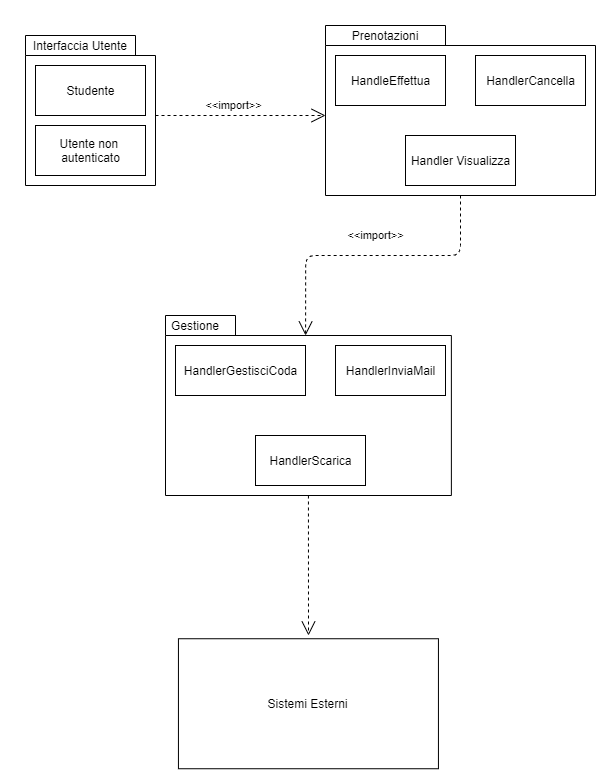 Interfaccia Utente
Studente
Utente non
autenticato
<<import>>
Prenotazioni
HandleEffettua
HandlerCancella
Handler Visualizza
<<import>>
Gestione
HandlerGestisciCoda
HandlerInviaMail
HandlerScarica
Sistemi Esterni